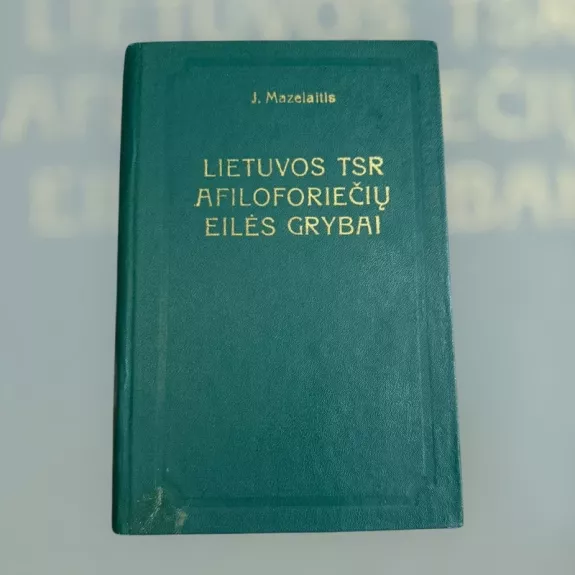 J. Mazelaitis
LIETUVOS TSR
AFILOFORIEČIŲ
EILĖS GRYBAI